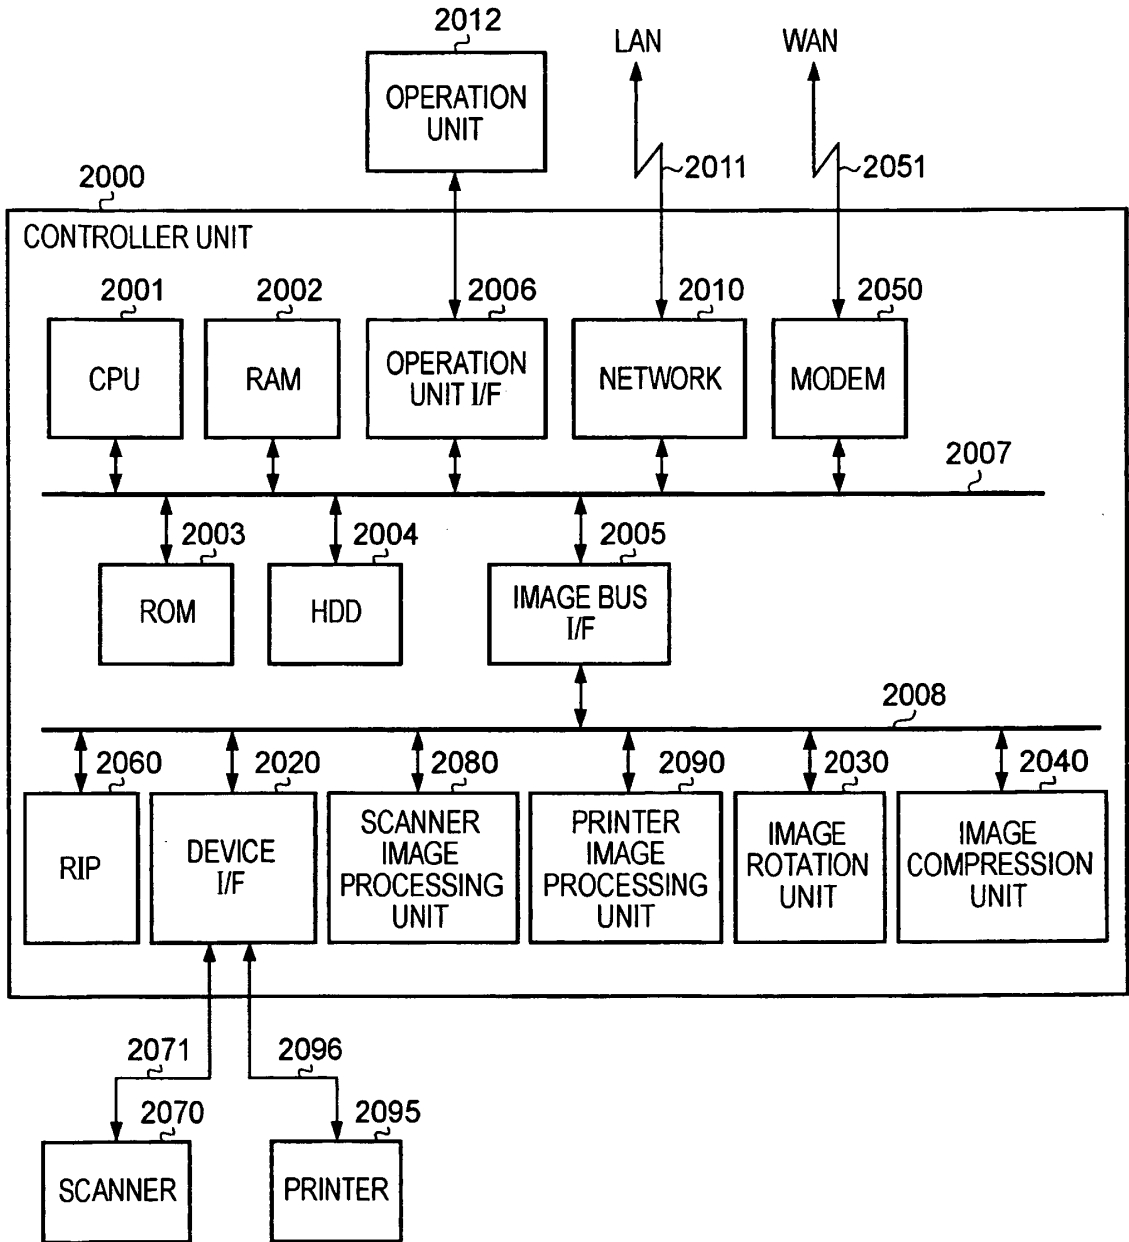 2012
LAN
WAN
OPERATION
UNIT
2011
2051
2000
CONTROLLER UNIT
2001
2002
2006
2010
2050
CPU
RAM
OPERATION
UNIT I/F
NETWORK
MODEM
2007
2003
2004
2005
ROM
HDD
IMAGE BUS
I/F
2008
2060
2020
2080
2090
2030
2040
RIP
DEVICE
I/F
SCANNER
IMAGE
PROCESSING
UNIT
PRINTER
IMAGE
PROCESSING
UNIT
IMAGE
ROTATION
UNIT
IMAGE
COMPRESSION
UNIT
2071
2096
2070
2095
SCANNER
PRINTER